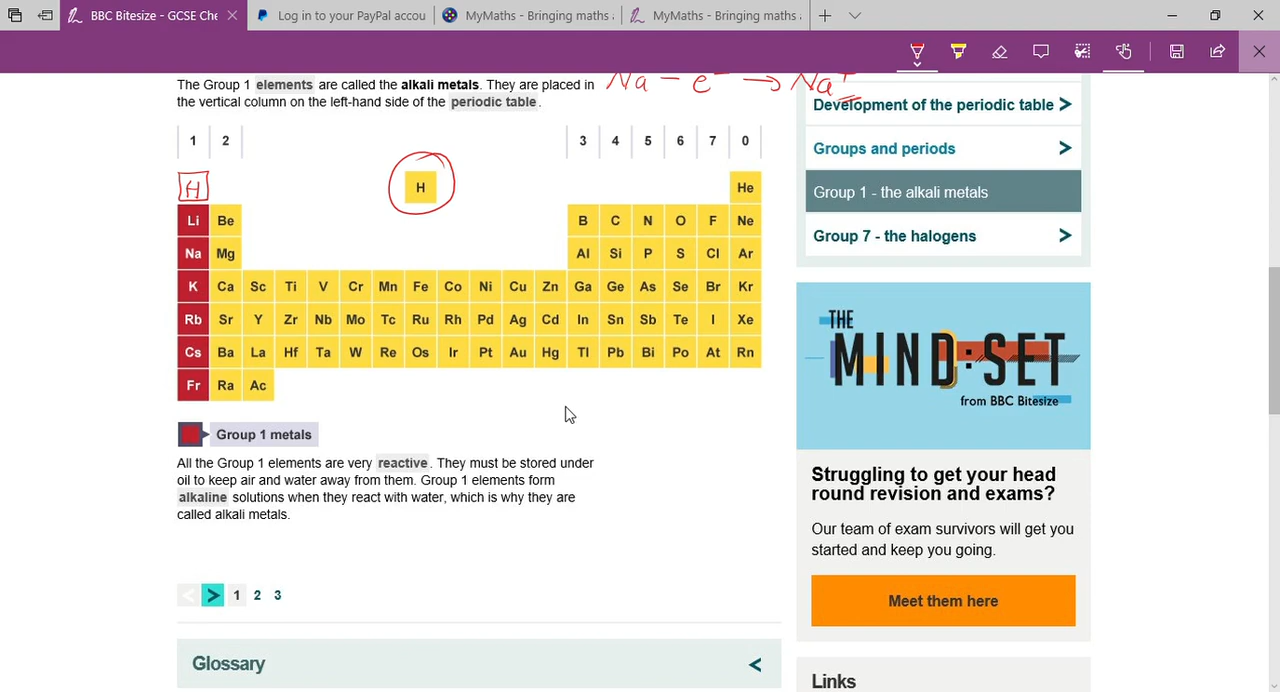 BBC Bitesize - GCSE Che
Log in to your PayPal accou
MyMaths - Bringing maths a
MyMaths - Bringing maths a
The Group 1 elements are called the alkali metals. They are placed in
the vertical column on the left-hand side of the periodic table.
Na – e⁻ → Na⁺
1 2 3 4 5 6 7 0
H H He
Li Be B C N O F Ne
Na Mg Al Si P S Cl Ar
K Ca Sc Ti V Cr Mn Fe Co Ni Cu Zn Ga Ge As Se Br Kr
Rb Sr Y Zr Nb Mo Tc Ru Rh Pd Ag Cd In Sn Sb Te I Xe
Cs Ba La Hf Ta W Re Os Ir Pt Au Hg Tl Pb Bi Po At Rn
Fr Ra Ac
Group 1 metals
All the Group 1 elements are very reactive. They must be stored under
oil to keep air and water away from them. Group 1 elements form
alkaline solutions when they react with water, which is why they are
called alkali metals.
< > 1 2 3
Glossary
Development of the periodic table
Groups and periods
Group 1 - the alkali metals
Group 7 - the halogens
THE
MIND:SET
from BBC Bitesize
Struggling to get your head
round revision and exams?
Our team of exam survivors will get you
started and keep you going.
Meet them here
Links